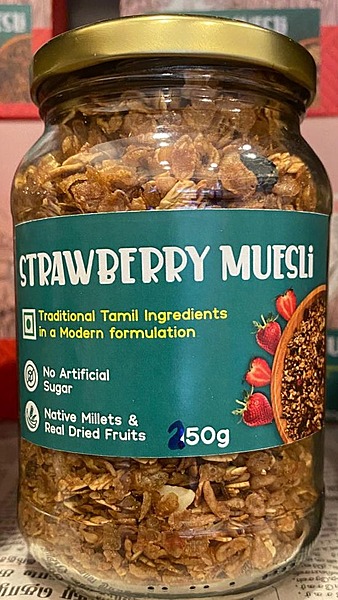 STRAWBERRY MUESLi
Traditional Tamil Ingredients
in a Modern formulation
No Artificial
Sugar
Native Millets &
Real Dried Fruits
250g